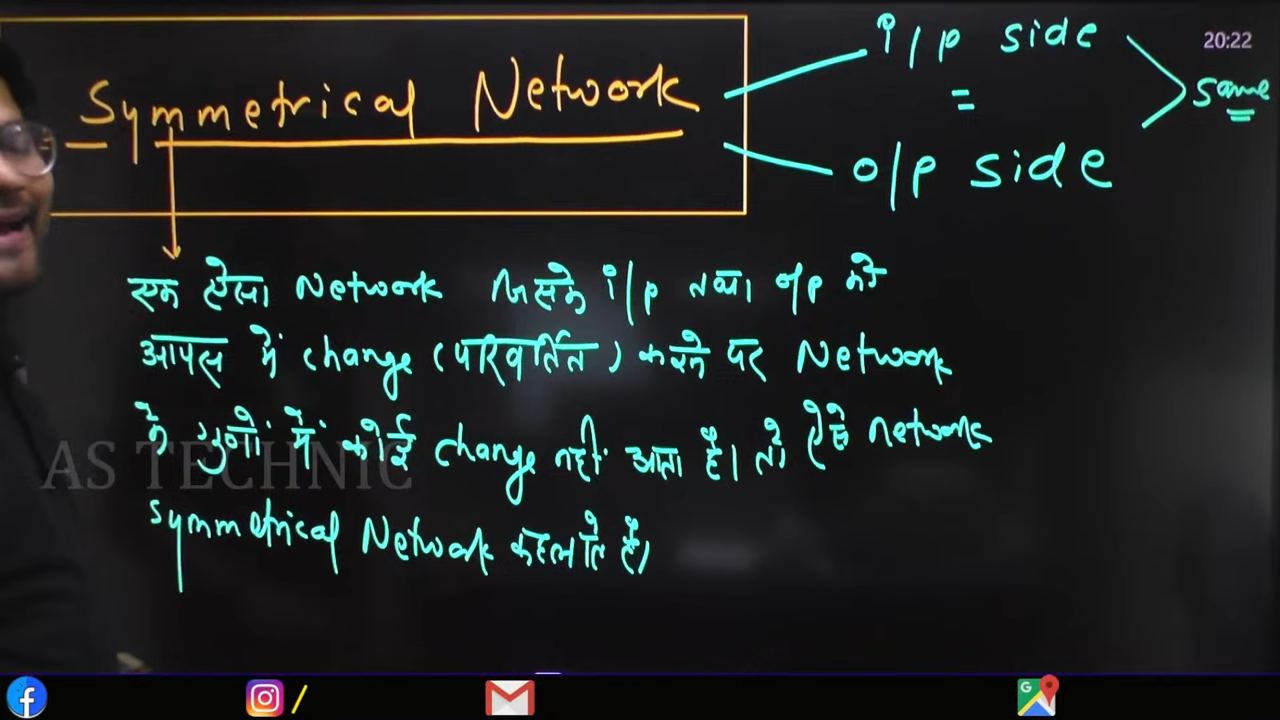 Symmetrical Network
i/p side
=
o/p side
same
20:22
एक ऐसा Network जिसके i/p तथा o/p को
आपस में change (परिवर्तित) करने पर Network
के गुणों में कोई change नहीं आता है। तो ऐसे network
symmetrical Network कहलाते है।
AS TECHNIC